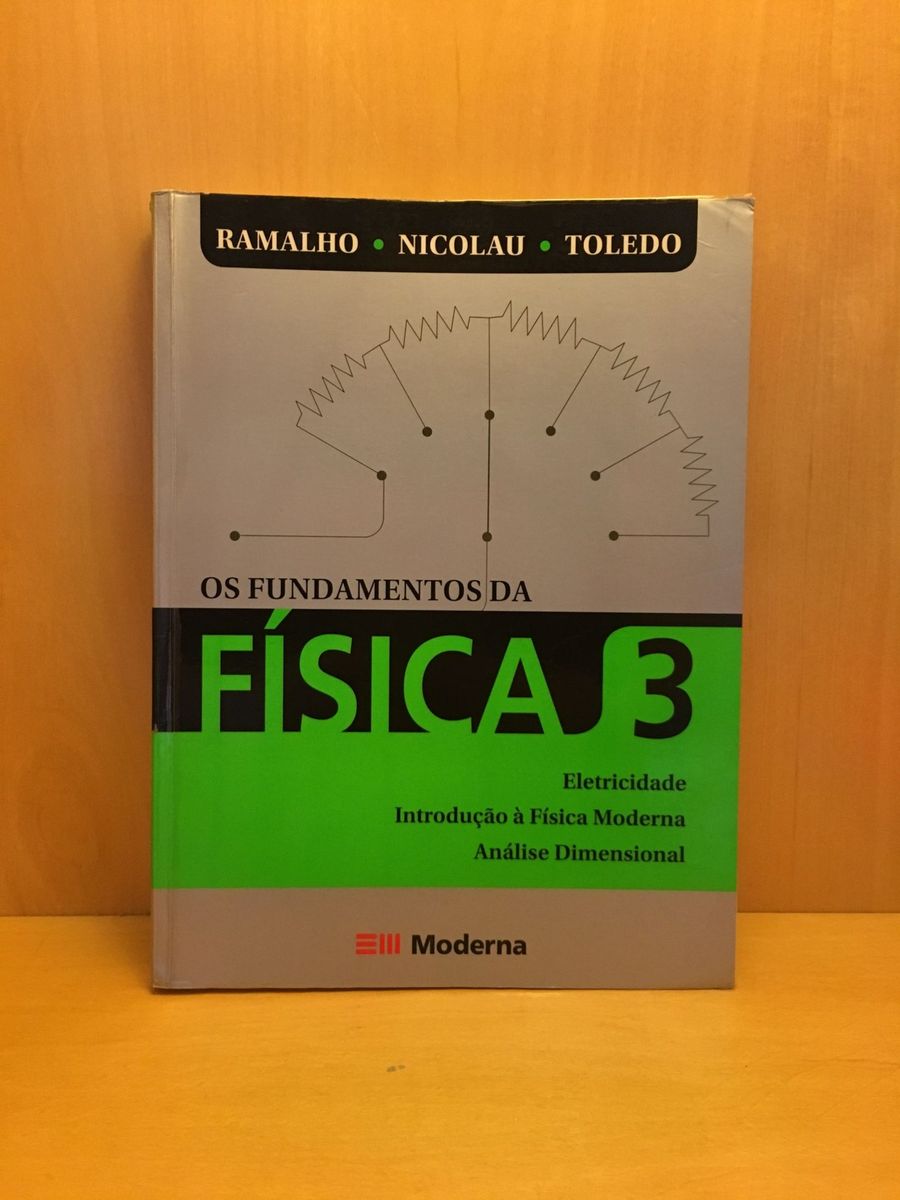 RAMALHO • NICOLAU • TOLEDO
OS FUNDAMENTOS DA
FÍSICA 3
Eletricidade
Introdução à Física Moderna
Análise Dimensional
Moderna